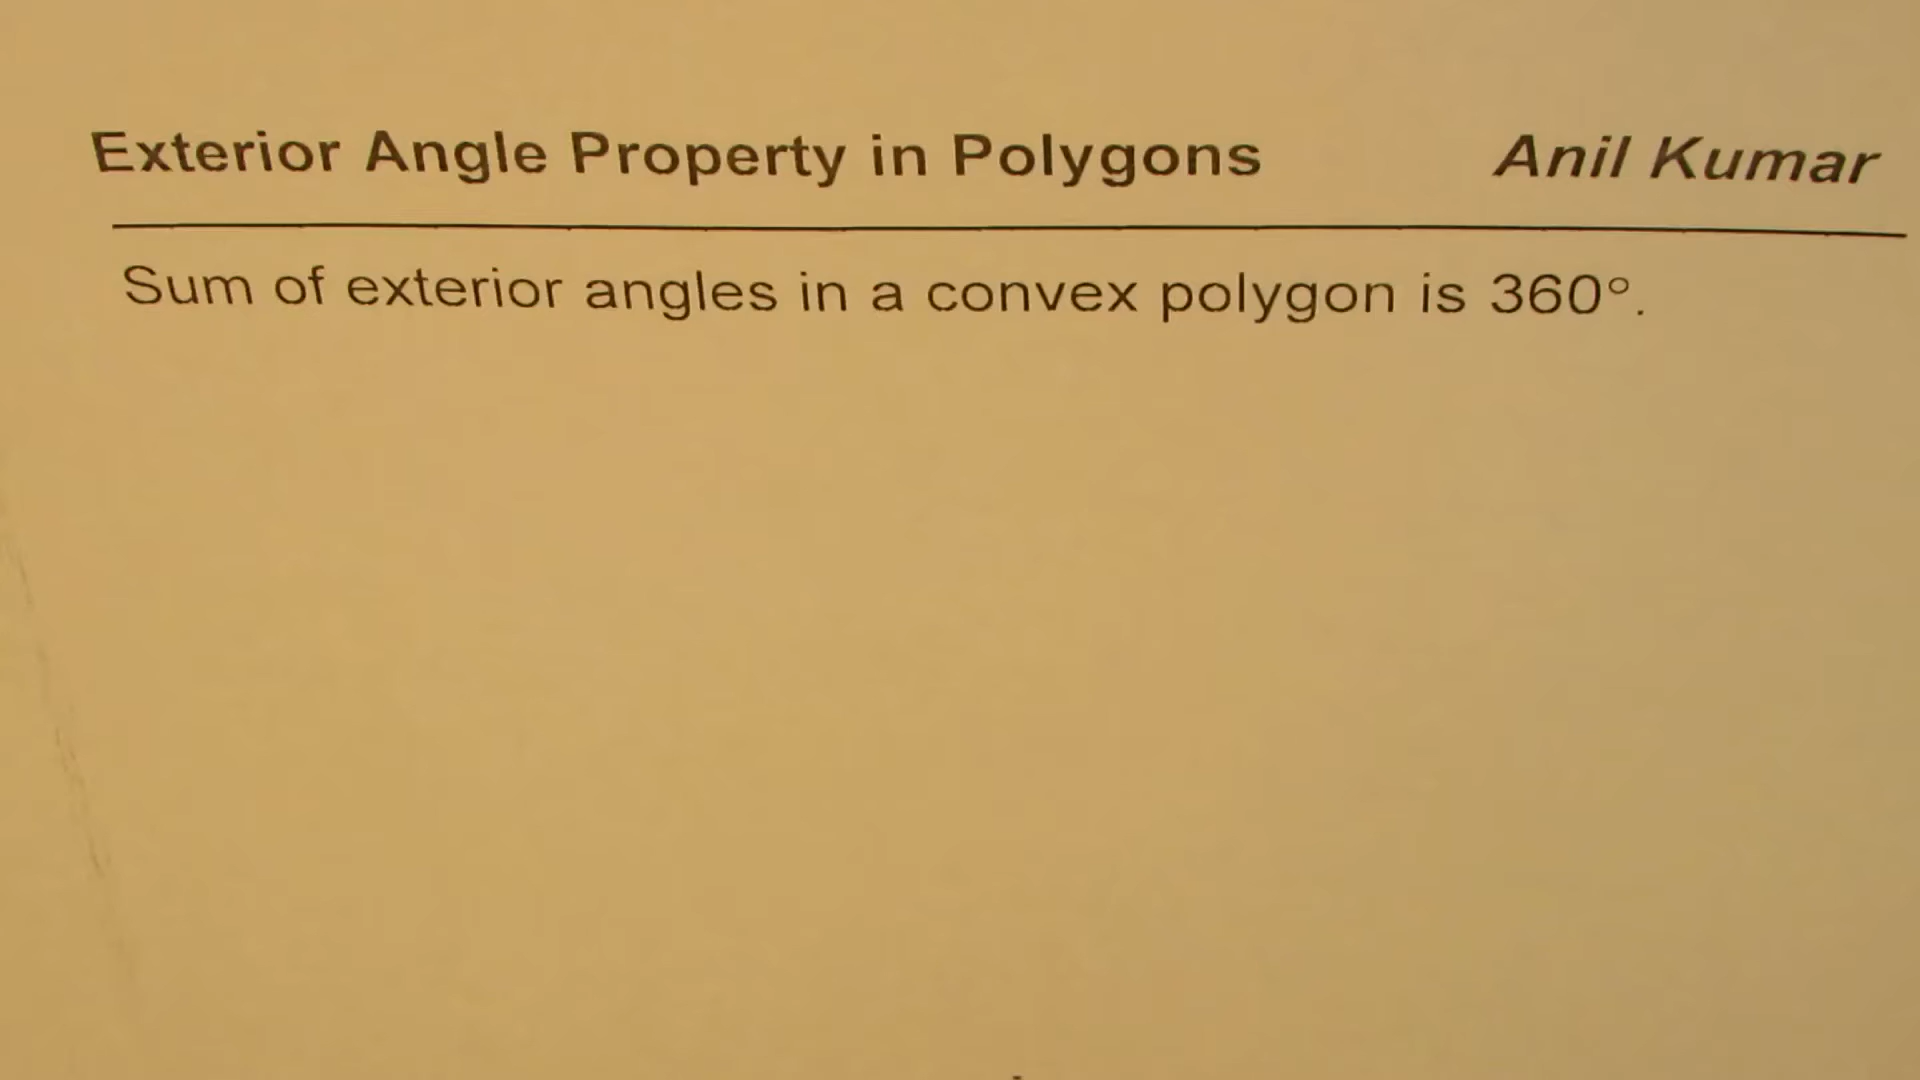 Exterior Angle Property in Polygons Anil Kumar
Sum of exterior angles in a convex polygon is 360°.